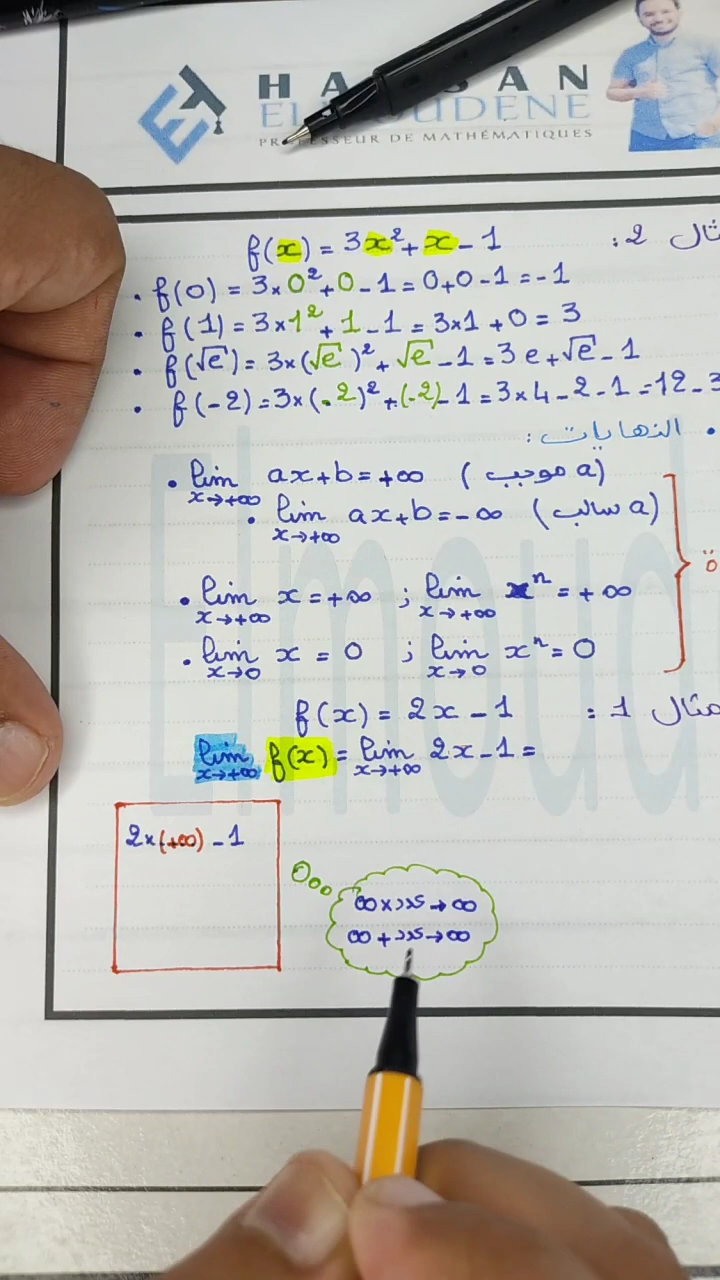 HASSAN
ELMOUDENE
PROFESSEUR DE MATHÉMATIQUES
مثال 2 : f(x) = 3x² + x - 1
• f(0) = 3×0² + 0 - 1 = 0 + 0 - 1 = -1
• f(1) = 3×1² + 1 - 1 = 3×1 + 0 = 3
• f(√e) = 3×(√e)² + √e - 1 = 3e + √e - 1
• f(-2) = 3×(-2)² + (-2) - 1 = 3×4 - 2 - 1 = 12 - 3
• النهايات :
• lim x→+∞ ax+b = +∞ (a موجب)
• lim x→+∞ ax+b = -∞ (a سالب)
• lim x→+∞ x = +∞ ; lim x→+∞ xⁿ = +∞
• lim x→0 x = 0 ; lim x→0 xⁿ = 0
مثال 1 : f(x) = 2x - 1
lim x→+∞ f(x) = lim x→+∞ 2x - 1 =
2×(+∞) - 1
∞ × عدد → ∞
∞ + عدد → ∞
Elmoud